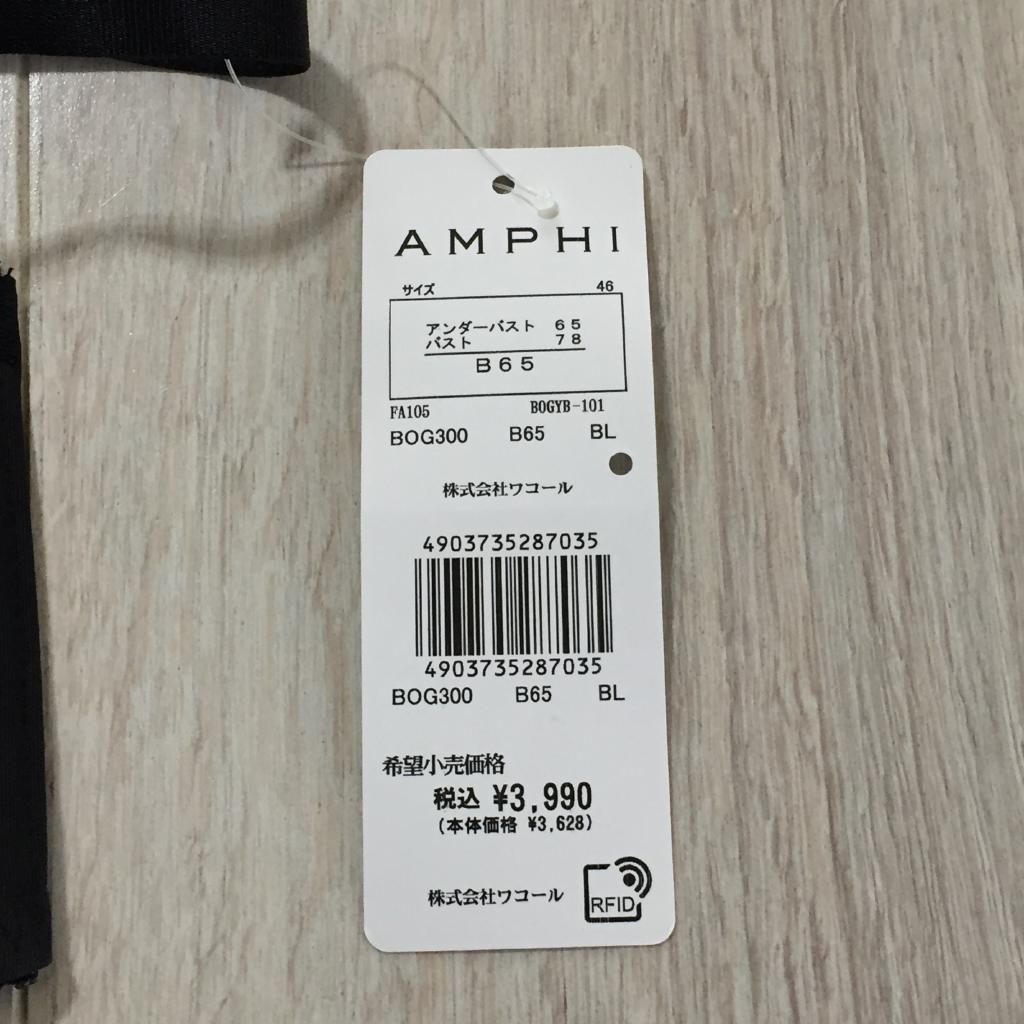 AMPHI
サイズ 46
アンダーバスト 65
バスト 78
B65
FA105 BOGYB-101
BOG300 B65 BL
株式会社ワコール
4903735287035
4903735287035
BOG300 B65 BL
希望小売価格
税込 ¥3,990
(本体価格 ¥3,628)
株式会社ワコール
RFID